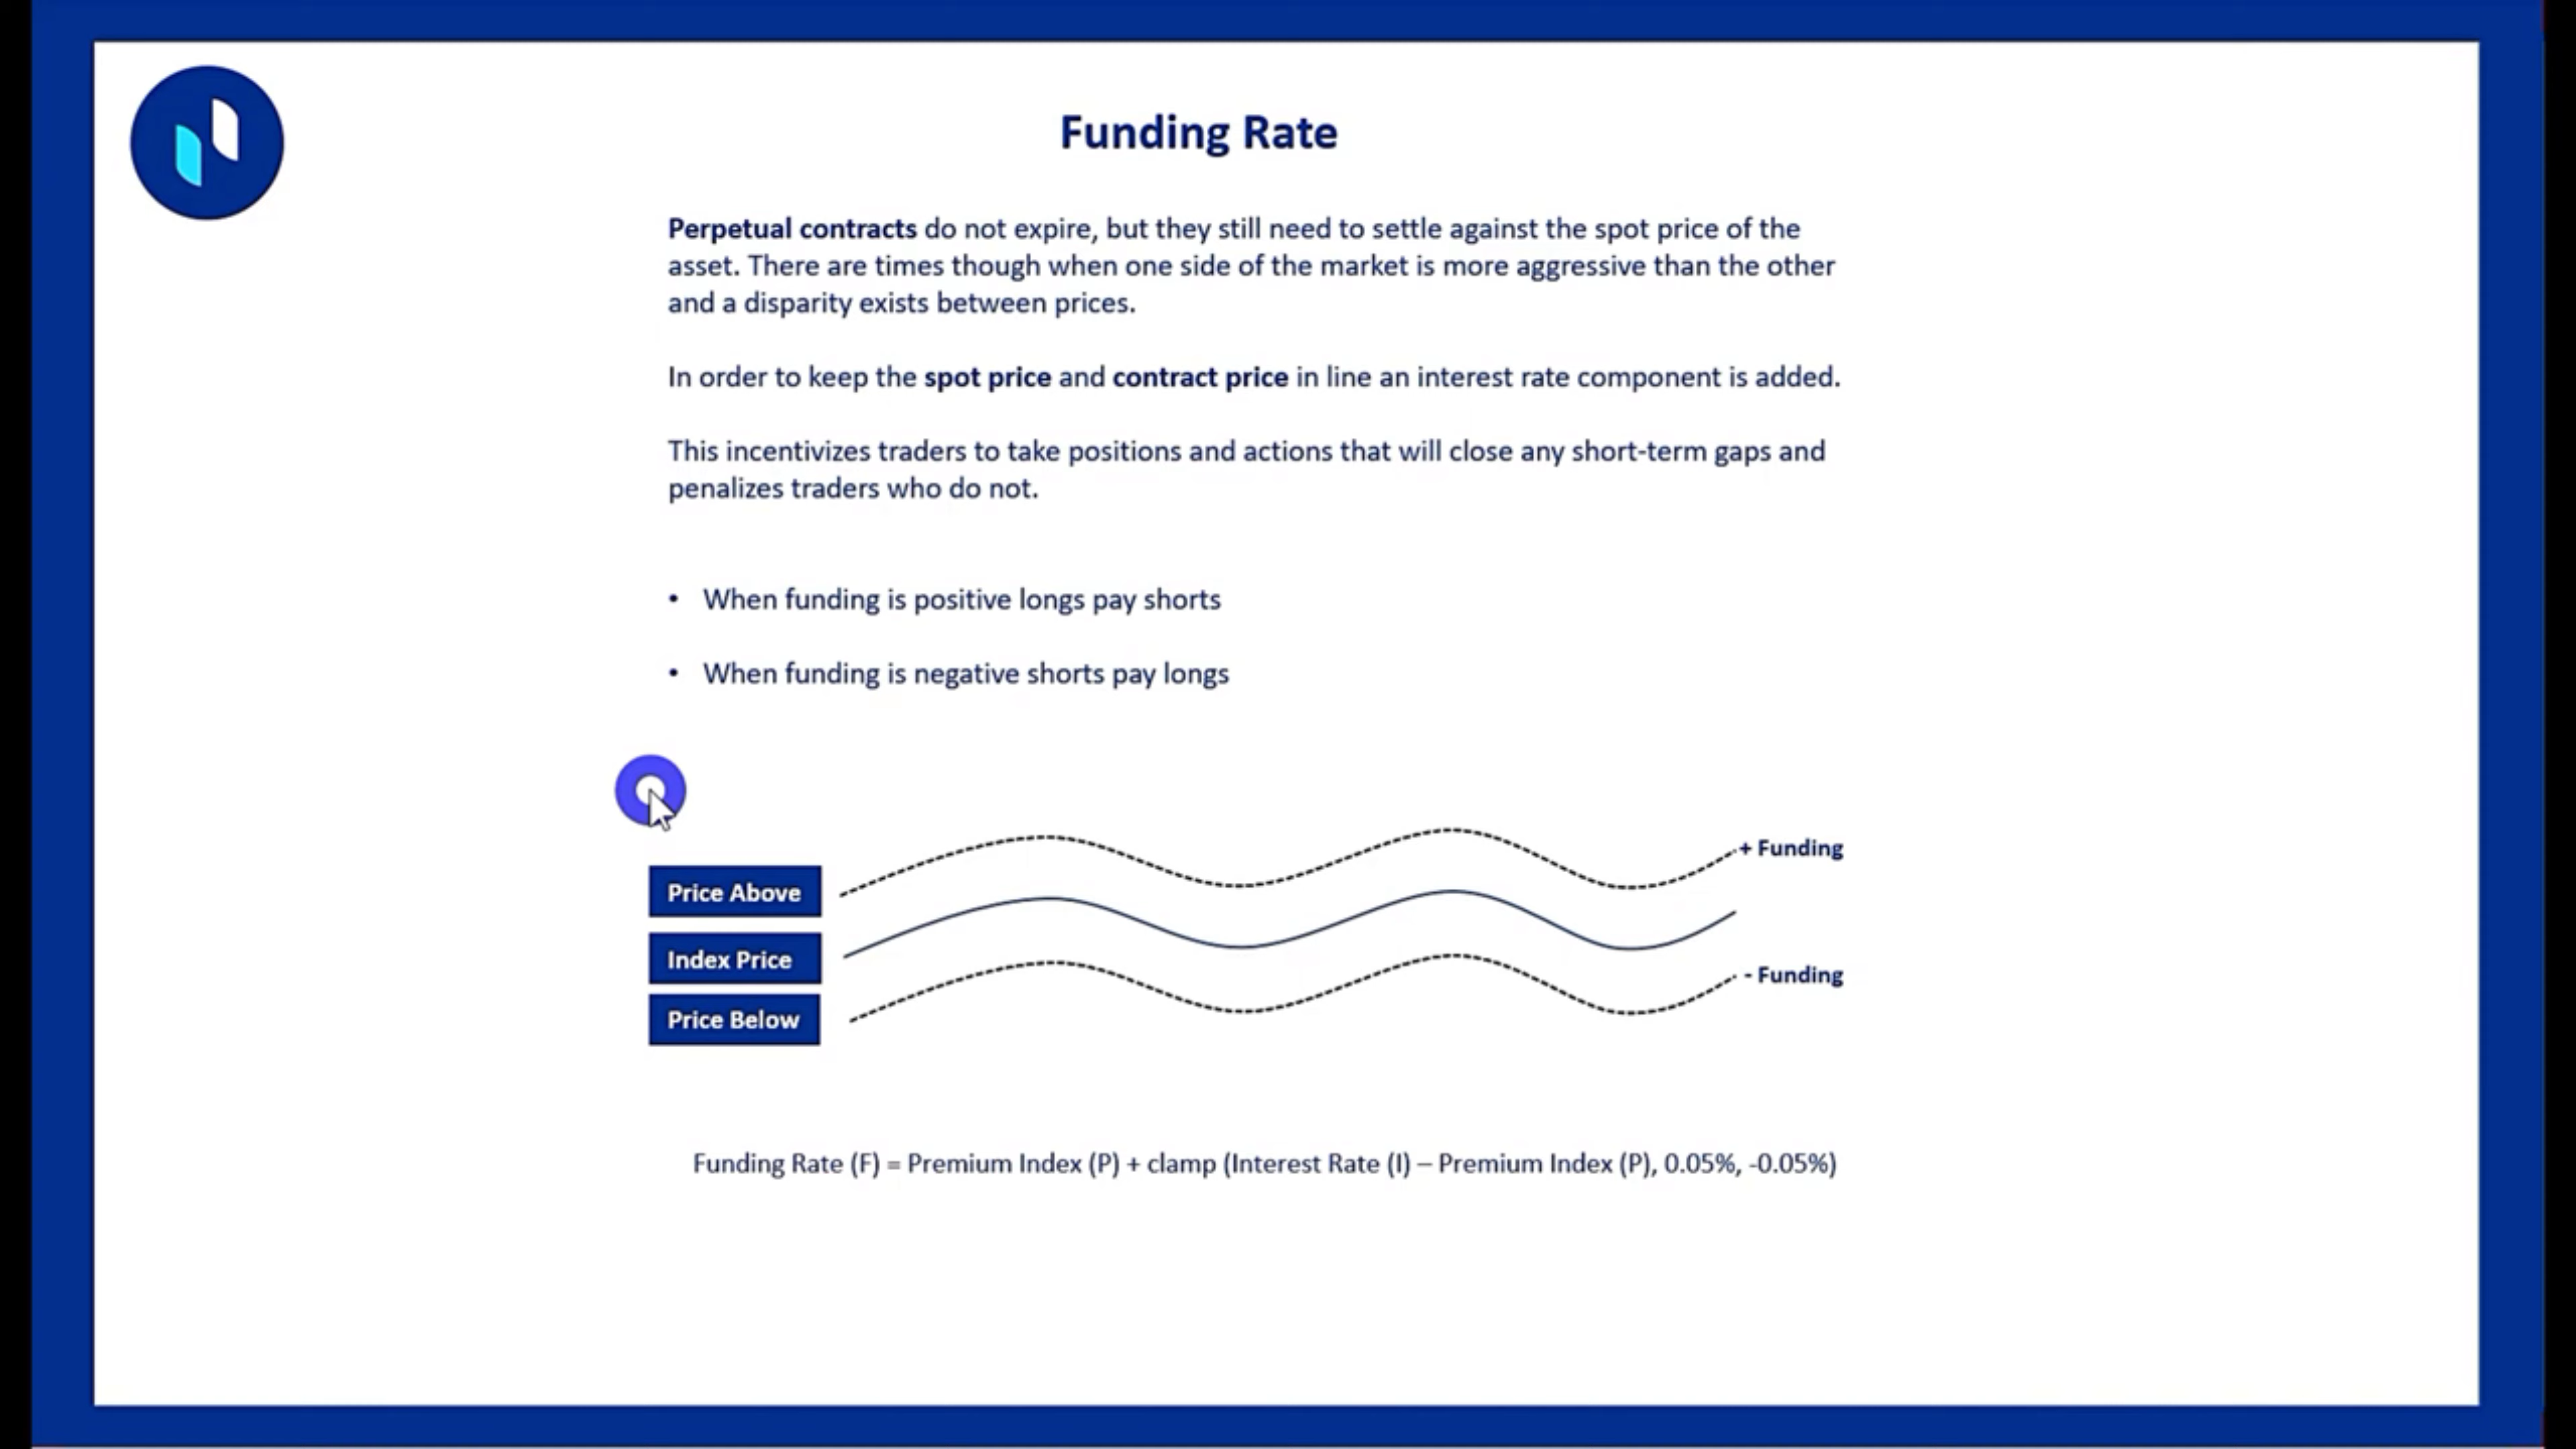 Funding Rate
Perpetual contracts do not expire, but they still need to settle against the spot price of the
asset. There are times though when one side of the market is more aggressive than the other
and a disparity exists between prices.
In order to keep the spot price and contract price in line an interest rate component is added.
This incentivizes traders to take positions and actions that will close any short-term gaps and
penalizes traders who do not.
• When funding is positive longs pay shorts
• When funding is negative shorts pay longs
+ Funding
Price Above
Index Price
- Funding
Price Below
Funding Rate (F) = Premium Index (P) + clamp (Interest Rate (I) – Premium Index (P), 0.05%, -0.05%)